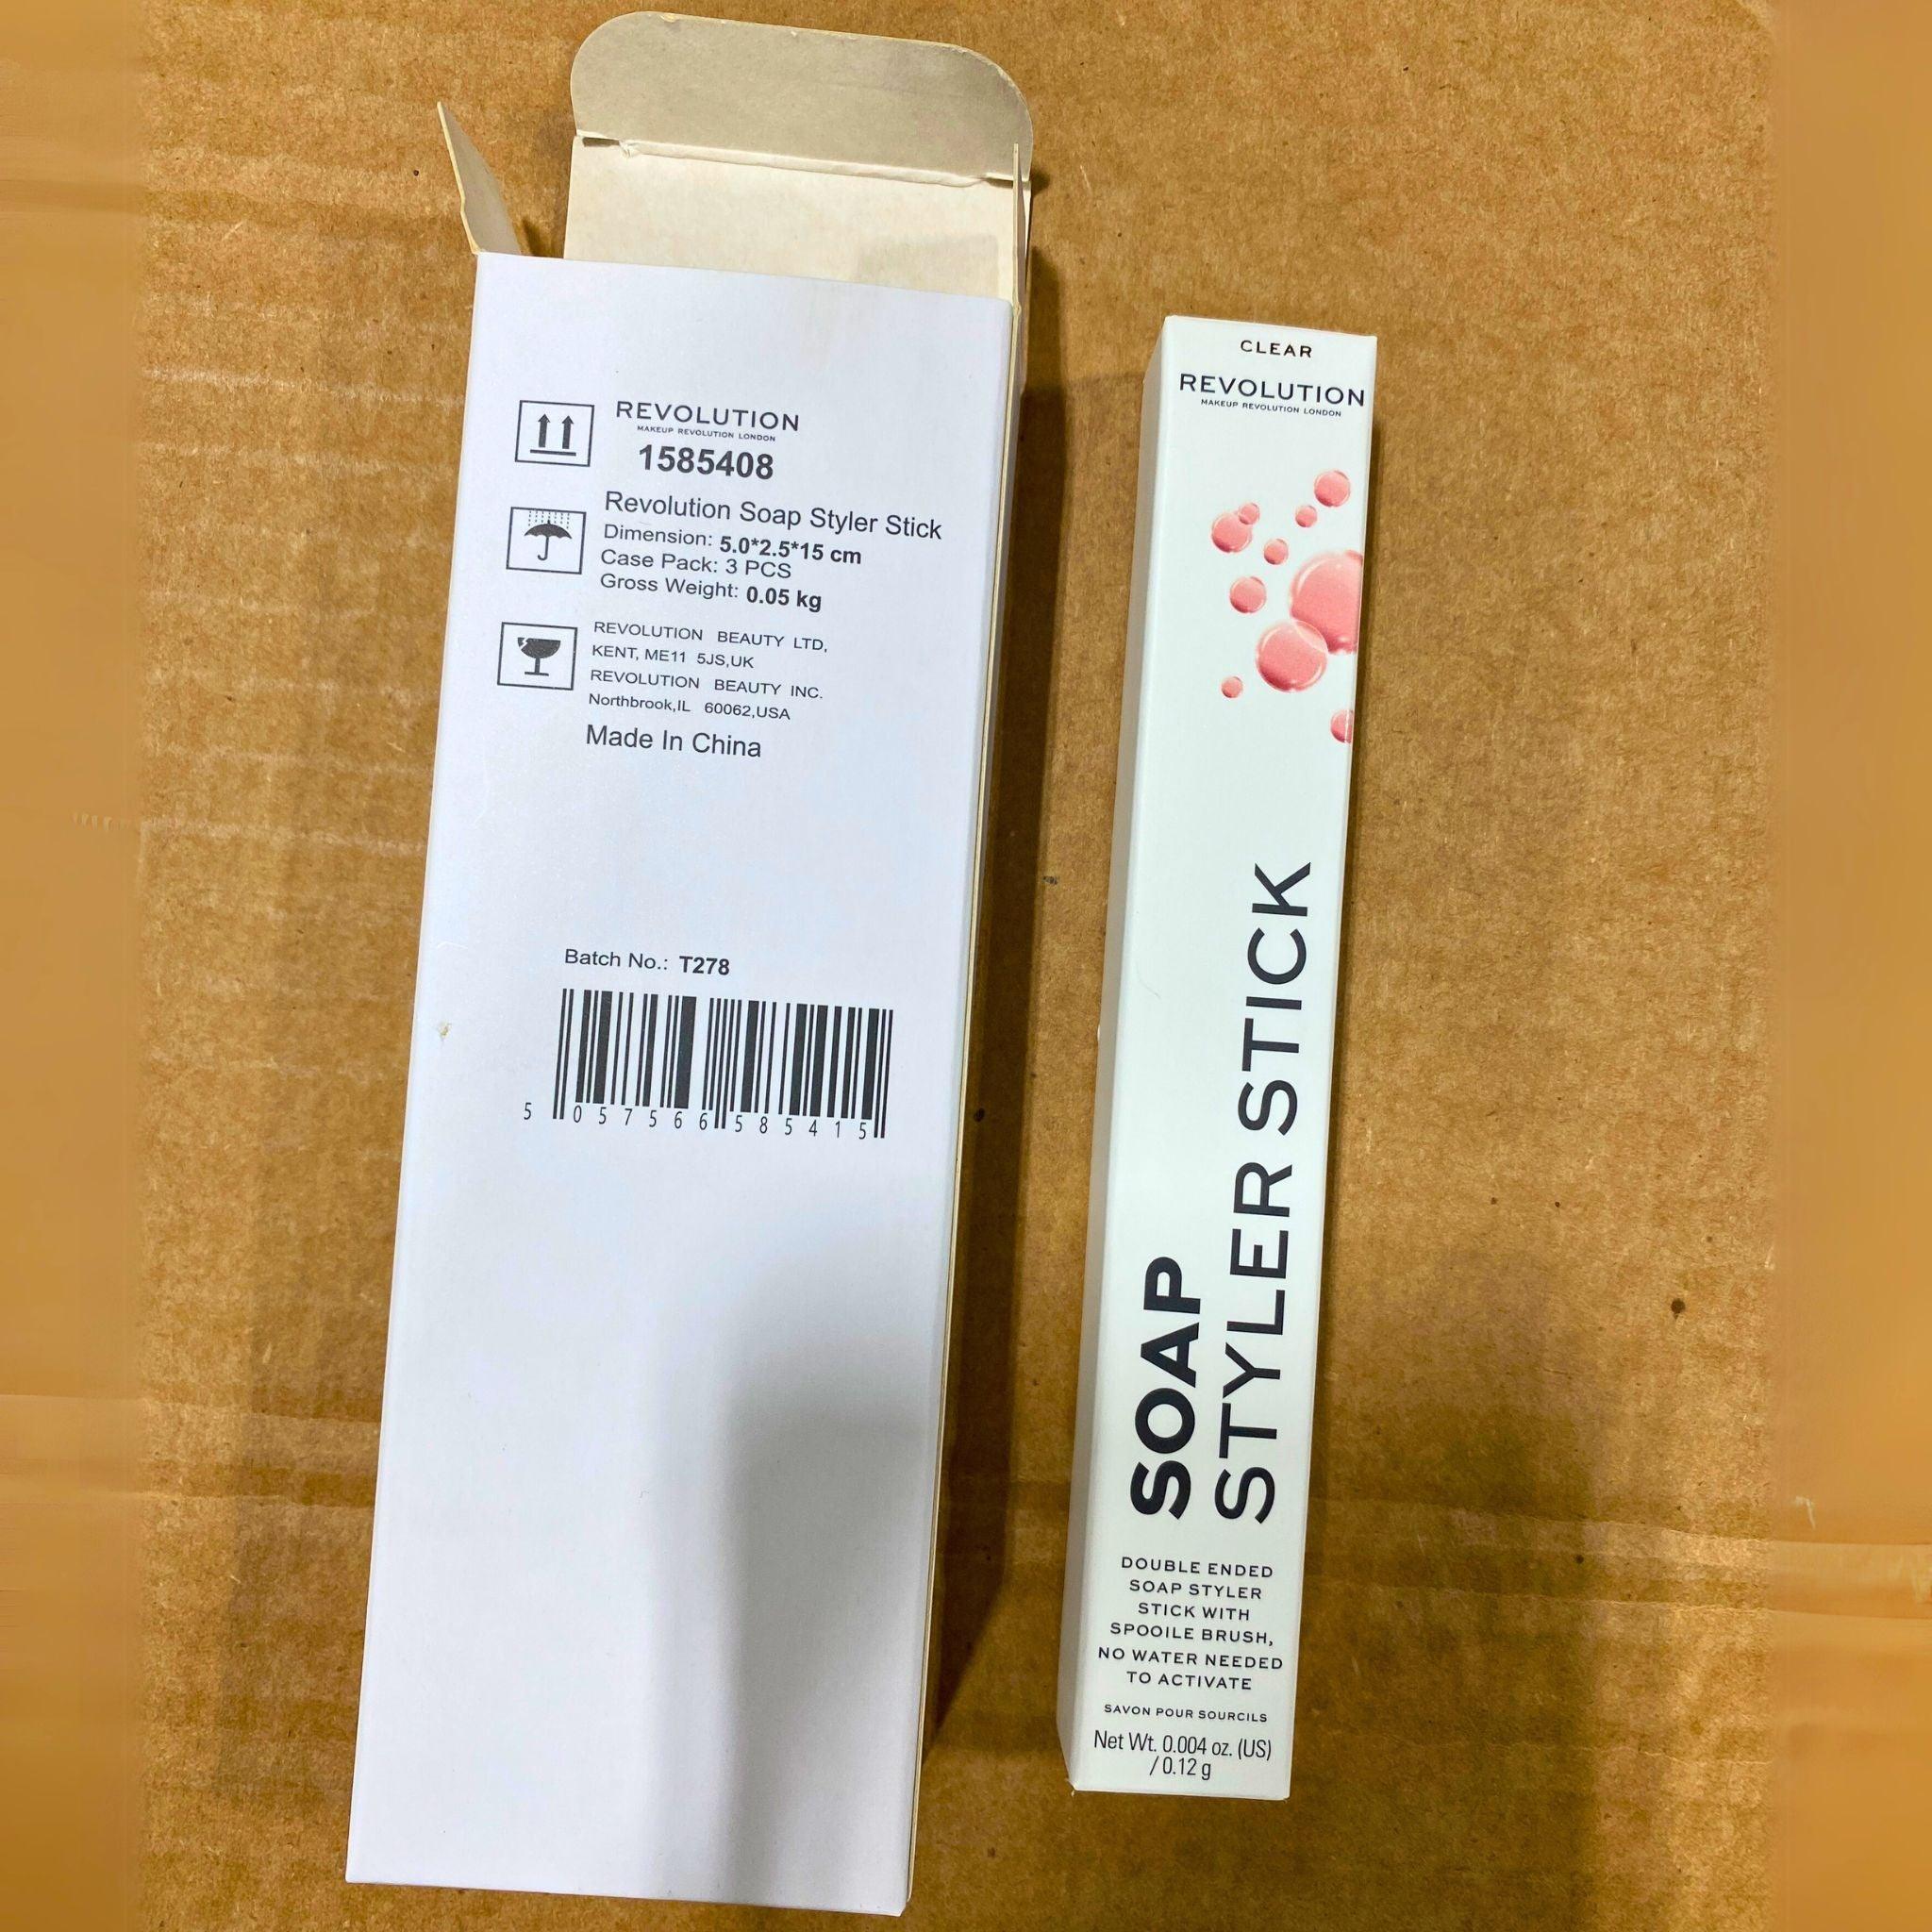 REVOLUTION
MAKEUP REVOLUTION LONDON
1585408
Revolution Soap Styler Stick
Dimension: 5.0*2.5*15 cm
Case Pack: 3 PCS
Gross Weight: 0.05 kg
REVOLUTION BEAUTY LTD,
KENT, ME11 5JS,UK
REVOLUTION BEAUTY INC.
Northbrook,IL 60062,USA
Made In China
Batch No.: T278
5 057566 585415
CLEAR
REVOLUTION
MAKEUP REVOLUTION LONDON
SOAP
STYLER STICK
DOUBLE ENDED
SOAP STYLER
STICK WITH
SPOOILE BRUSH,
NO WATER NEEDED
TO ACTIVATE
SAVON POUR SOURCILS
Net Wt. 0.004 oz. (US)
/ 0.12 g